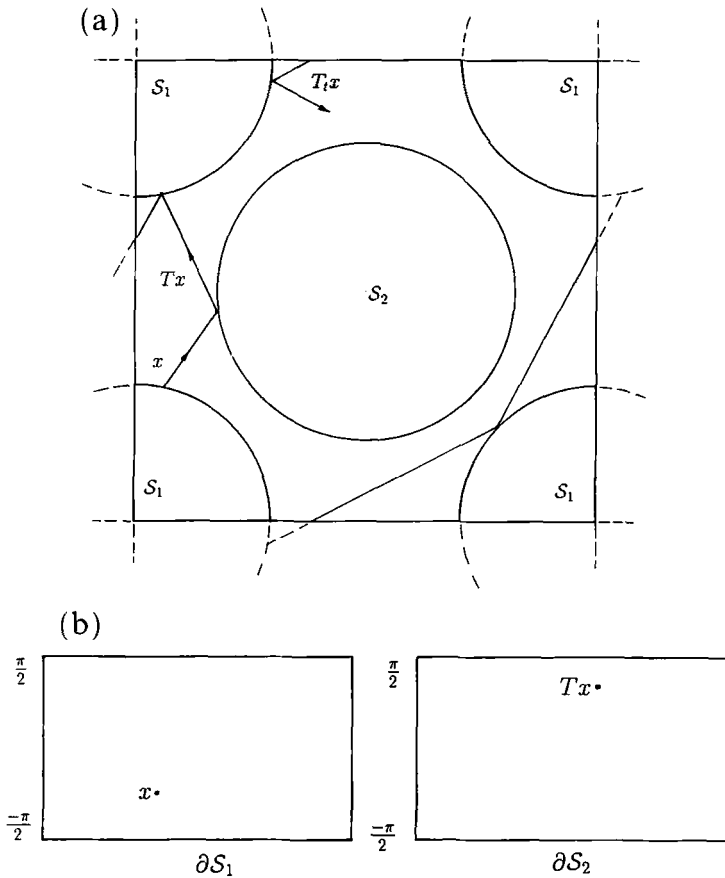 (a)
𝒮₁ Tₜx 𝒮₁
Tx 𝒮₂
x
𝒮₁ 𝒮₁
(b)
π/2 π/2
Tx
x
-π/2 -π/2
∂𝒮₁ ∂𝒮₂